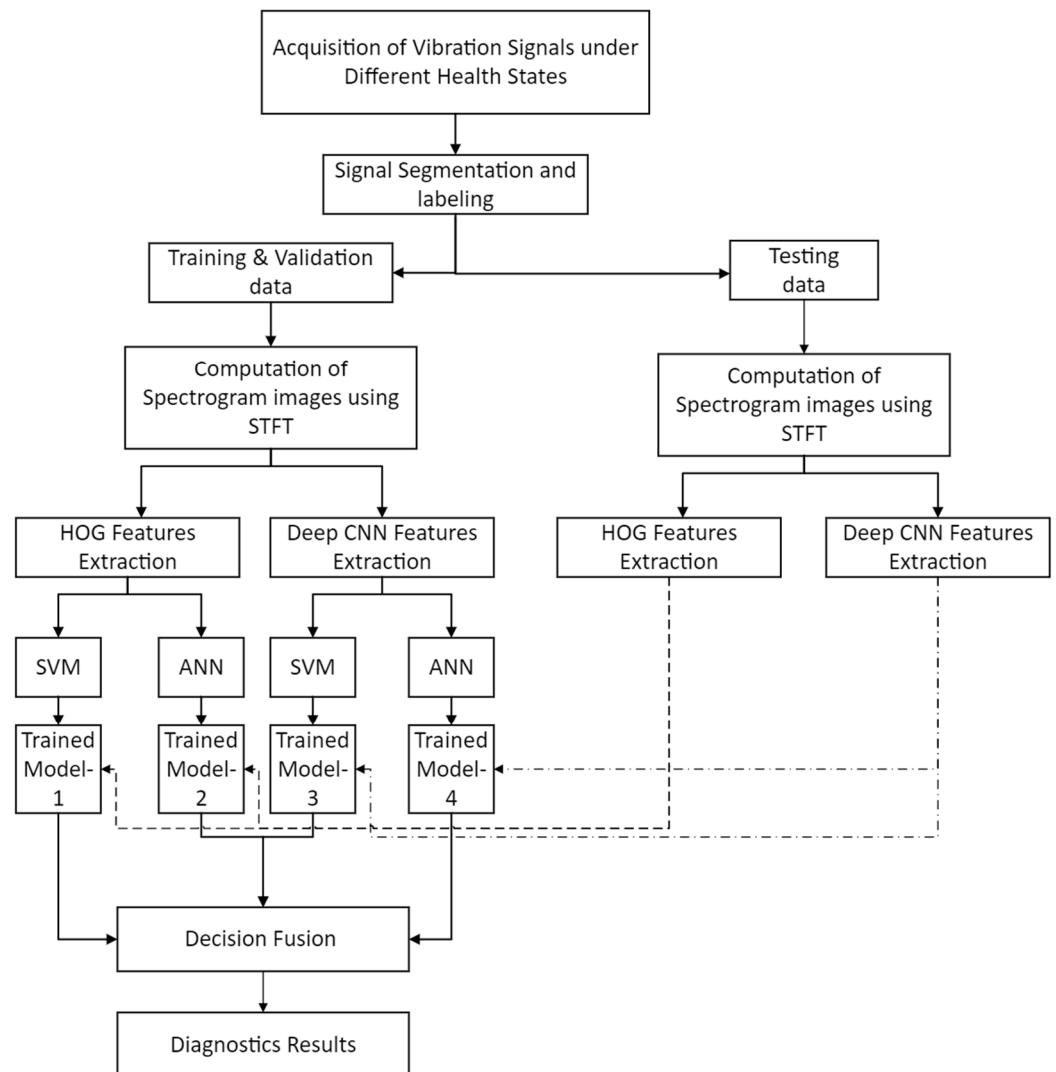 Acquisition of Vibration Signals under
Different Health States
Signal Segmentation and
labeling
Training & Validation
data
Testing
data
Computation of
Spectrogram images using
STFT
Computation of
Spectrogram images using
STFT
HOG Features
Extraction
Deep CNN Features
Extraction
HOG Features
Extraction
Deep CNN Features
Extraction
SVM
ANN
SVM
ANN
Trained
Model-
1
Trained
Model-
2
Trained
Model-
3
Trained
Model-
4
Decision Fusion
Diagnostics Results